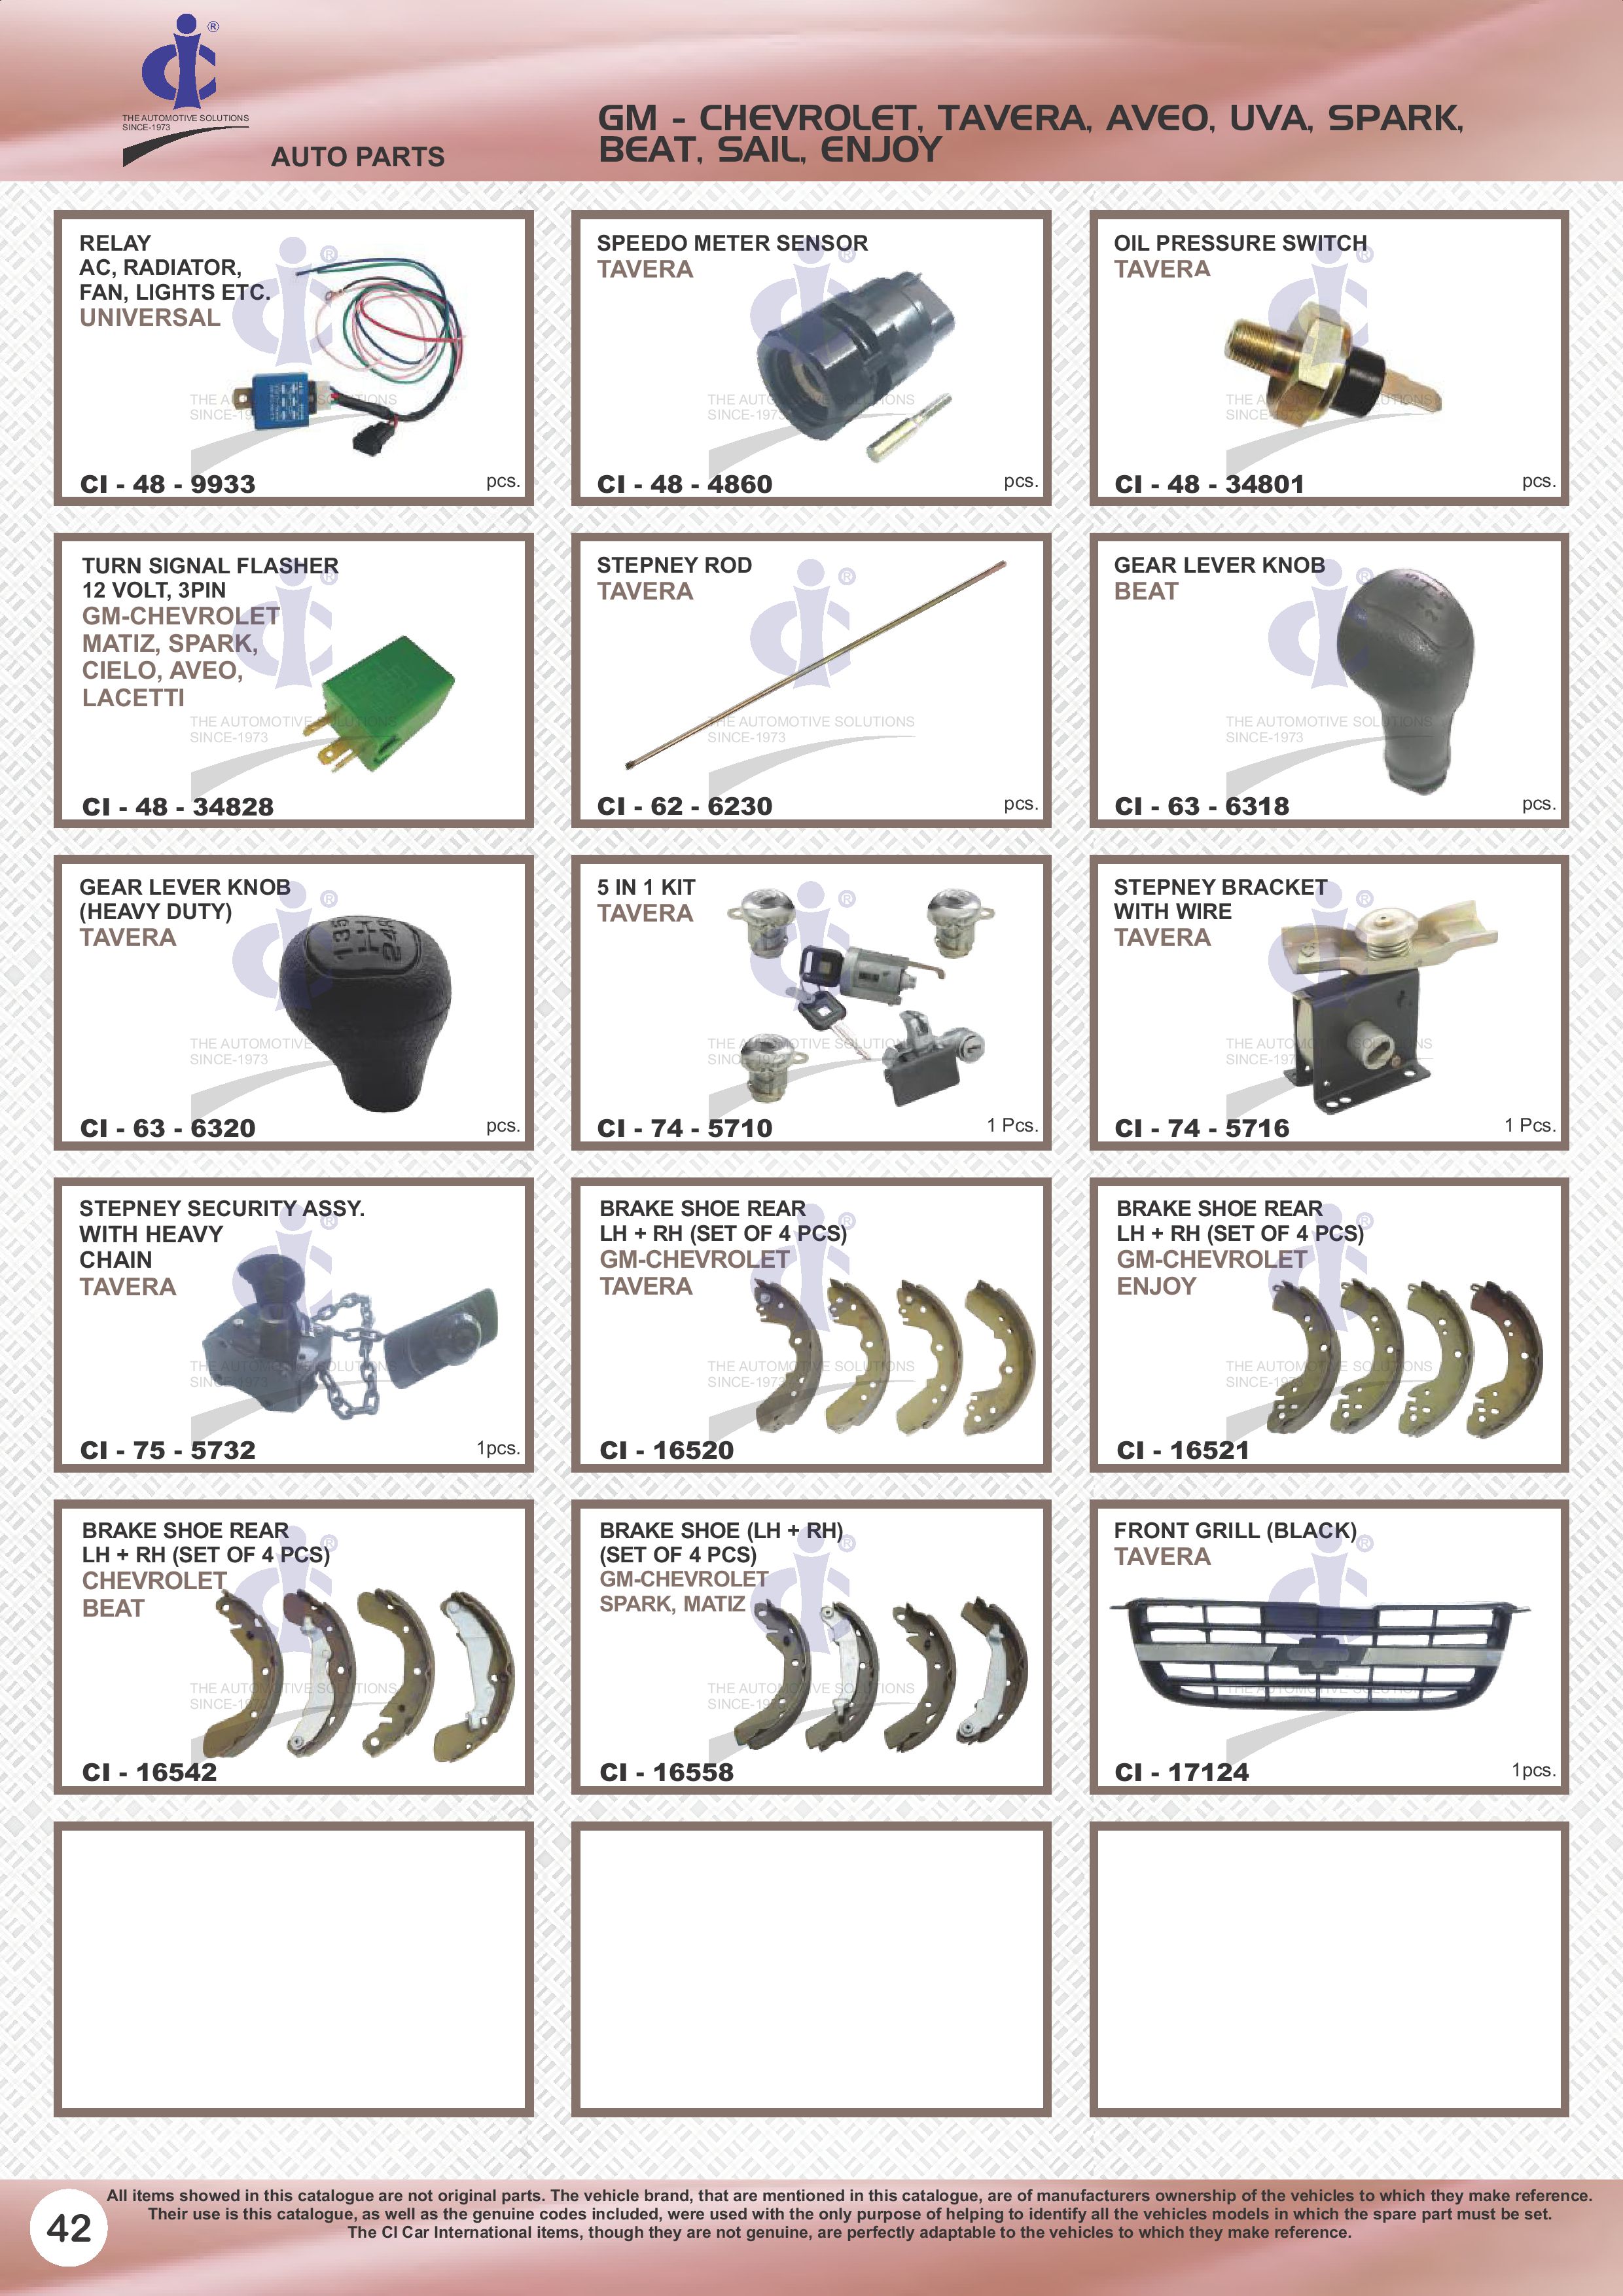 ®
THE AUTOMOTIVE SOLUTIONS
SINCE-1973
AUTO PARTS
GM - CHEVROLET, TAVERA, AVEO, UVA, SPARK,
BEAT, SAIL, ENJOY
RELAY
AC, RADIATOR,
FAN, LIGHTS ETC.
UNIVERSAL
CI - 48 - 9933
pcs.
SPEEDO METER SENSOR
TAVERA
CI - 48 - 4860
pcs.
OIL PRESSURE SWITCH
TAVERA
CI - 48 - 34801
pcs.
TURN SIGNAL FLASHER
12 VOLT, 3PIN
GM-CHEVROLET
MATIZ, SPARK,
CIELO, AVEO,
LACETTI
CI - 48 - 34828
STEPNEY ROD
TAVERA
THE AUTOMOTIVE SOLUTIONS
SINCE-1973
CI - 62 - 6230
pcs.
GEAR LEVER KNOB
BEAT
THE AUTOMOTIVE SOLUTIONS
SINCE-1973
CI - 63 - 6318
pcs.
GEAR LEVER KNOB
(HEAVY DUTY)
TAVERA
CI - 63 - 6320
pcs.
5 IN 1 KIT
TAVERA
CI - 74 - 5710
1 Pcs.
STEPNEY BRACKET
WITH WIRE
TAVERA
CI - 74 - 5716
1 Pcs.
STEPNEY SECURITY ASSY.
WITH HEAVY
CHAIN
TAVERA
CI - 75 - 5732
1pcs.
BRAKE SHOE REAR
LH + RH (SET OF 4 PCS)
GM-CHEVROLET
TAVERA
CI - 16520
BRAKE SHOE REAR
LH + RH (SET OF 4 PCS)
GM-CHEVROLET
ENJOY
CI - 16521
BRAKE SHOE REAR
LH + RH (SET OF 4 PCS)
CHEVROLET
BEAT
CI - 16542
BRAKE SHOE (LH + RH)
(SET OF 4 PCS)
GM-CHEVROLET
SPARK, MATIZ
CI - 16558
FRONT GRILL (BLACK)
TAVERA
CI - 17124
1pcs.
42
All items showed in this catalogue are not original parts. The vehicle brand, that are mentioned in this catalogue, are of manufacturers ownership of the vehicles to which they make reference.
Their use is this catalogue, as well as the genuine codes included, were used with the only purpose of helping to identify all the vehicles models in which the spare part must be set.
The CI Car International items, though they are not genuine, are perfectly adaptable to the vehicles to which they make reference.